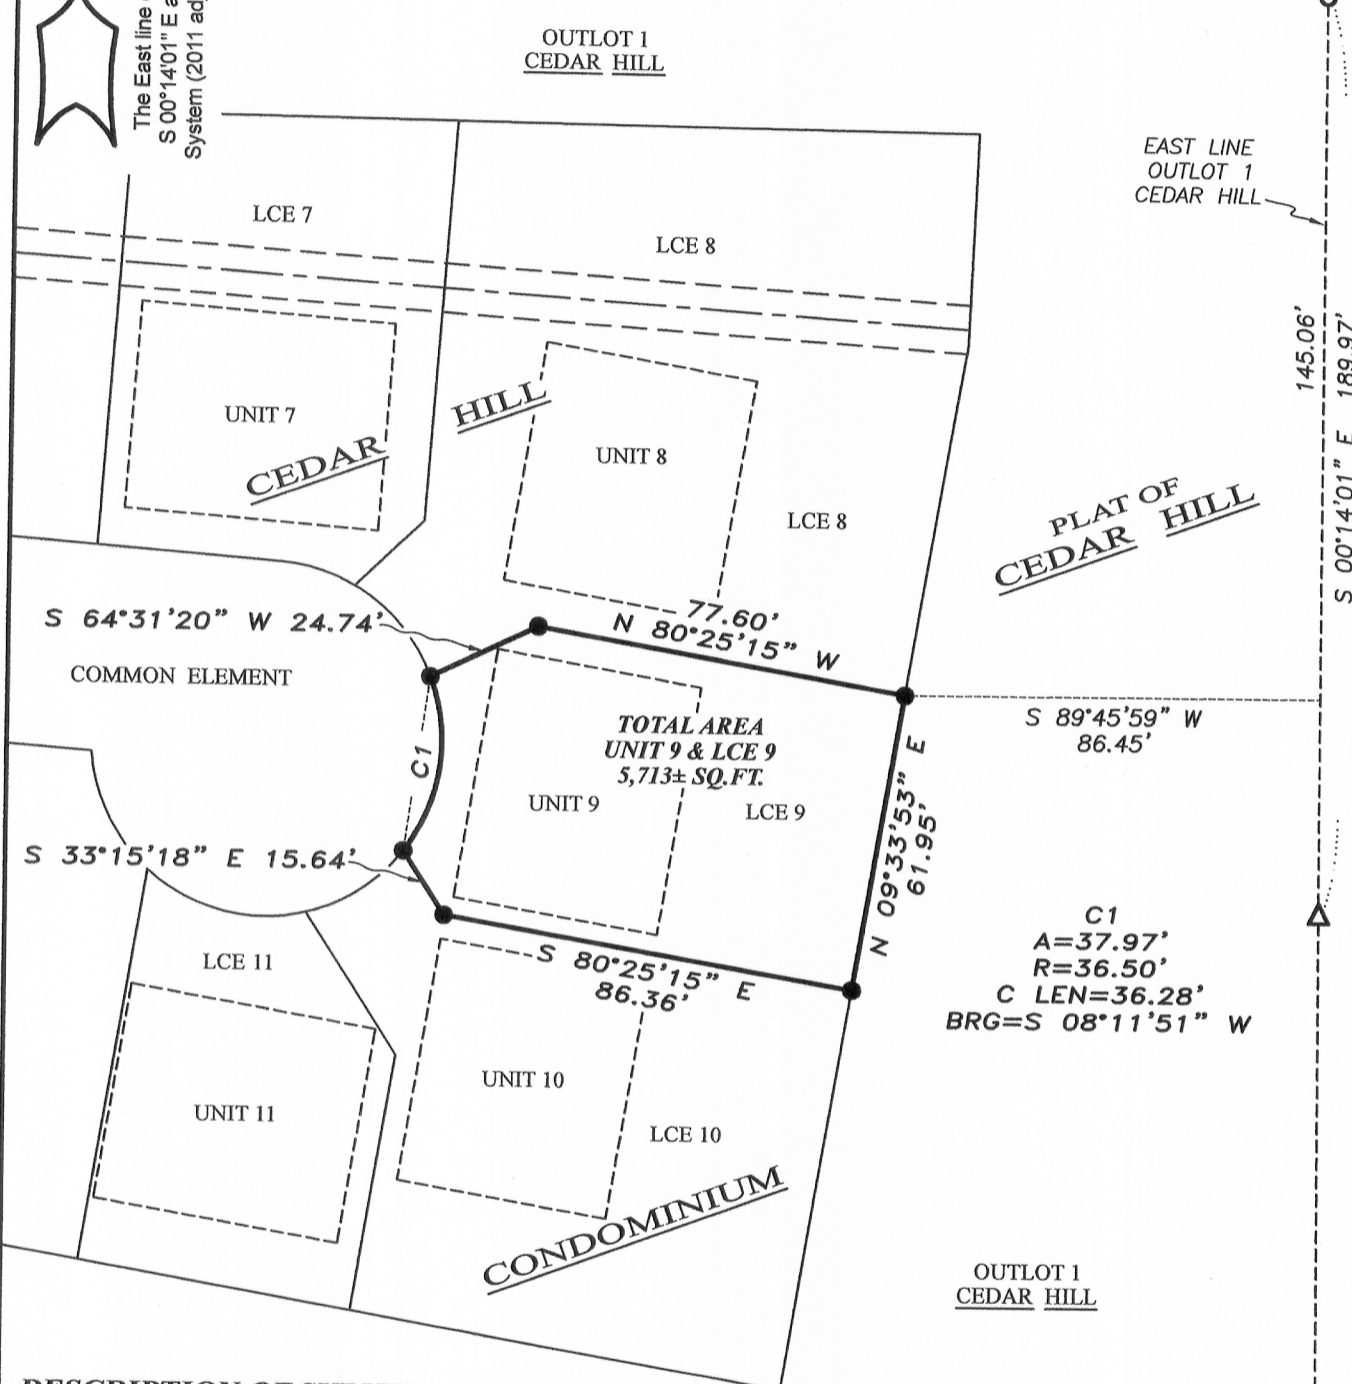 The East line
S 00°14'01" E a
System (2011 ad
OUTLOT 1
CEDAR HILL
EAST LINE
OUTLOT 1
CEDAR HILL
LCE 7
LCE 8
145.06'
S 00°14'01" E 189.97'
UNIT 7
CEDAR HILL
UNIT 8
LCE 8
PLAT OF
CEDAR HILL
S 64°31'20" W 24.74'
77.60'
N 80°25'15" W
COMMON ELEMENT
S 89°45'59" W
86.45'
TOTAL AREA
UNIT 9 & LCE 9
5,713± SQ.FT.
C1
UNIT 9
LCE 9
N 09°33'53" E
61.95'
S 33°15'18" E 15.64'
C1
A=37.97'
R=36.50'
C LEN=36.28'
BRG=S 08°11'51" W
LCE 11
S 80°25'15" E
86.36'
UNIT 10
UNIT 11
LCE 10
CONDOMINIUM
OUTLOT 1
CEDAR HILL